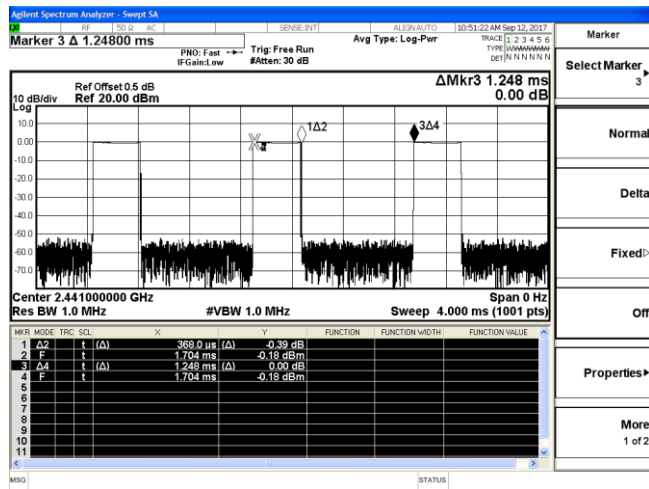 Agilent Spectrum Analyzer - Swept SA
RF 50 Ω AC SENSE:INT ALIGN AUTO 10:51:22 AM Sep 12, 2017
Marker 3 Δ 1.24800 ms
PNO: Fast Trig: Free Run Avg Type: Log-Pwr TRACE 1 2 3 4 5 6
IFGain:Low #Atten: 30 dB TYPE WWWWWW
DET N N N N N N
Ref Offset 0.5 dB ΔMkr3 1.248 ms
10 dB/div Ref 20.00 dBm 0.00 dB
Log
10.0
0.00
-10.0
-20.0
-30.0
-40.0
-50.0
-60.0
-70.0
1Δ2
3Δ4
Center 2.441000000 GHz Span 0 Hz
Res BW 1.0 MHz #VBW 1.0 MHz Sweep 4.000 ms (1001 pts)
MKR MODE TRC SCL X Y FUNCTION FUNCTION WIDTH FUNCTION VALUE
1 Δ2 t (Δ) 368.0 µs (Δ) -0.39 dB
2 F t 1.704 ms -0.18 dBm
3 Δ4 t (Δ) 1.248 ms (Δ) 0.00 dB
4 F t 1.704 ms -0.18 dBm
5
6
7
8
9
10
11
MSG STATUS
Marker
Select Marker
3
Normal
Delta
Fixed
Off
Properties
More
1 of 2